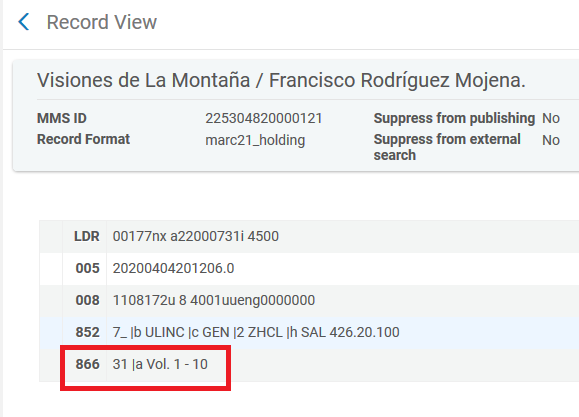 Record View
Visiones de La Montaña / Francisco Rodríguez Mojena.
MMS ID 225304820000121 Suppress from publishing No
Record Format marc21_holding Suppress from external search No
LDR 00177nx a22000731i 4500
005 20200404201206.0
008 1108172u 8 4001uueng0000000
852 7_ |b ULINC |c GEN |2 ZHCL |h SAL 426.20.100
866 31 |a Vol. 1 - 10